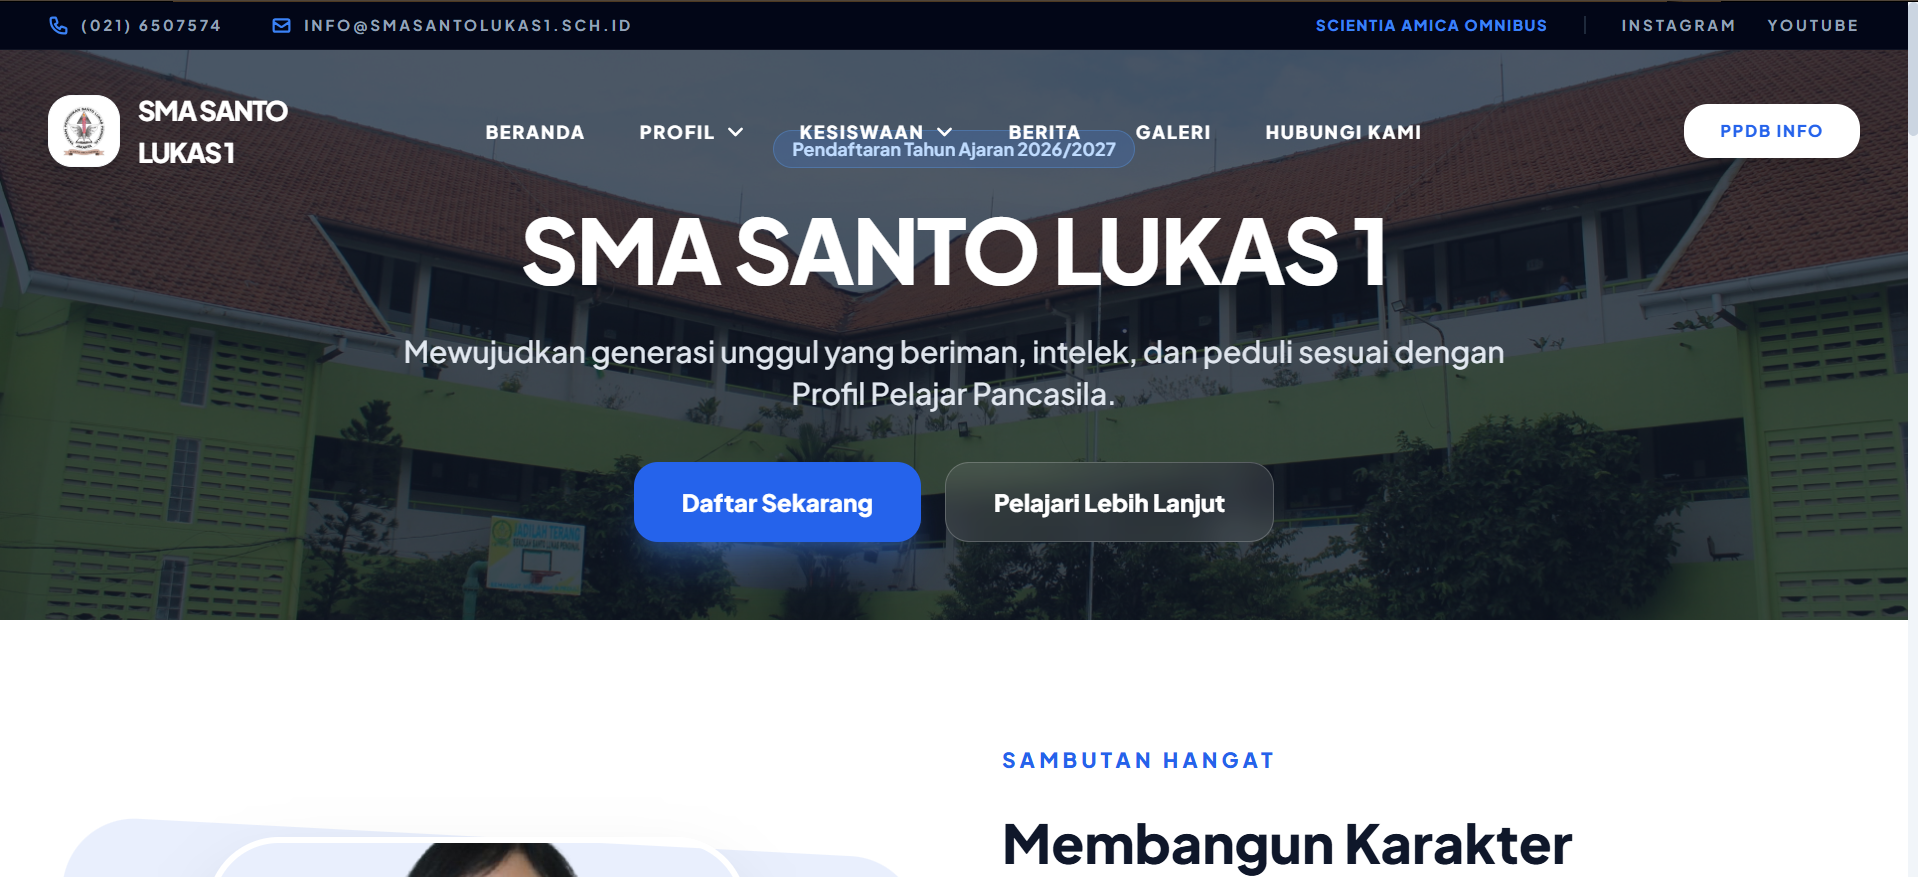 (021) 6507574
INFO@SMASANTOLUKAS1.SCH.ID
SCIENTIA AMICA OMNIBUS
INSTAGRAM
YOUTUBE
SMA SANTO
LUKAS 1
BERANDA
PROFIL
KESISWAAN
BERITA
GALERI
HUBUNGI KAMI
PPDB INFO
Pendaftaran Tahun Ajaran 2026/2027
SMA SANTO LUKAS 1
Mewujudkan generasi unggul yang beriman, intelek, dan peduli sesuai dengan
Profil Pelajar Pancasila.
Daftar Sekarang
Pelajari Lebih Lanjut
JADILAH TERANG
SAMBUTAN HANGAT
Membangun Karakter